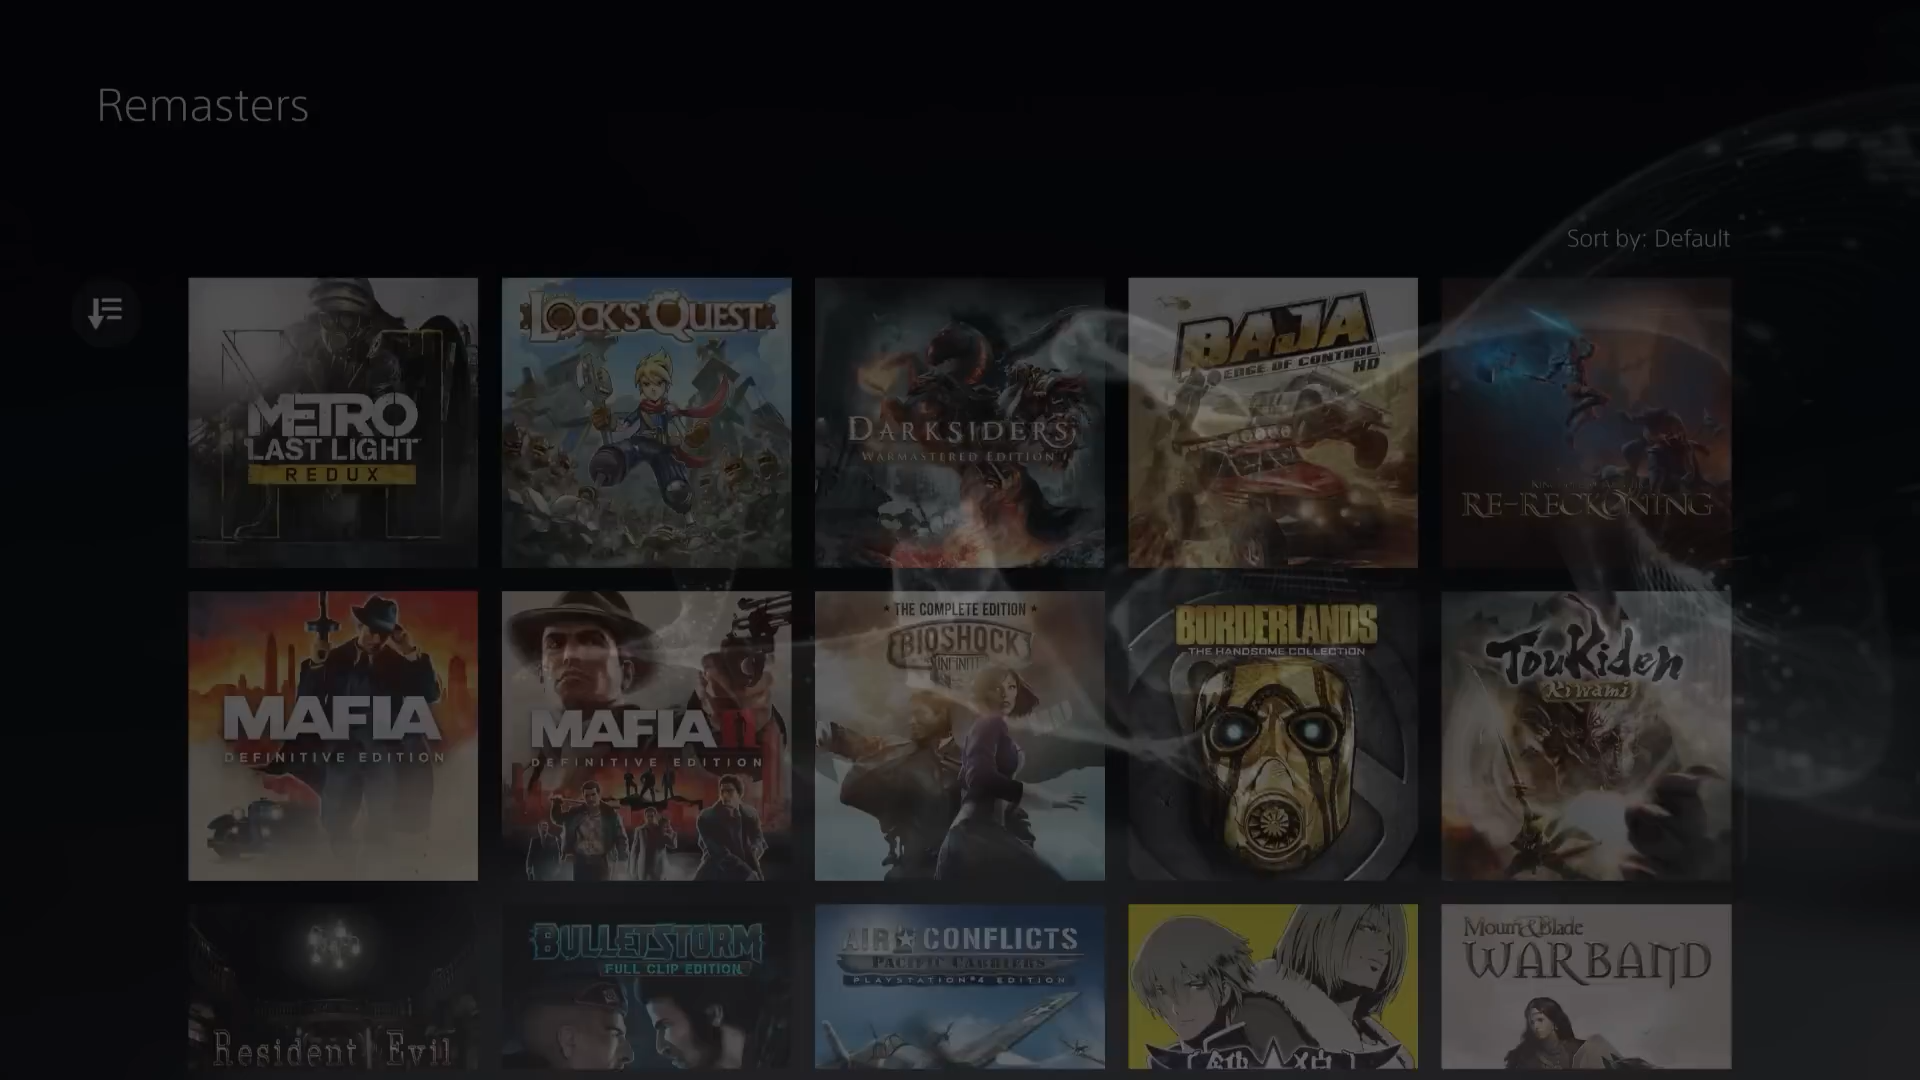 Remasters
Sort by: Default
METRO
LAST LIGHT
REDUX
LOCK'S QUEST
DARKSIDERS
WARMASTERED EDITION
BAJA
EDGE OF CONTROL
HD
RE-RECKONING
MAFIA
DEFINITIVE EDITION
MAFIA II
DEFINITIVE EDITION
THE COMPLETE EDITION
BIOSHOCK
INFINITE
BORDERLANDS
THE HANDSOME COLLECTION
TOUKIDEN
Kiwami
Resident Evil
BULLETSTORM
FULL CLIP EDITION
AIR CONFLICTS
PACIFIC CARRIERS
PLAYSTATION®4 EDITION
Mount & Blade
WARBAND